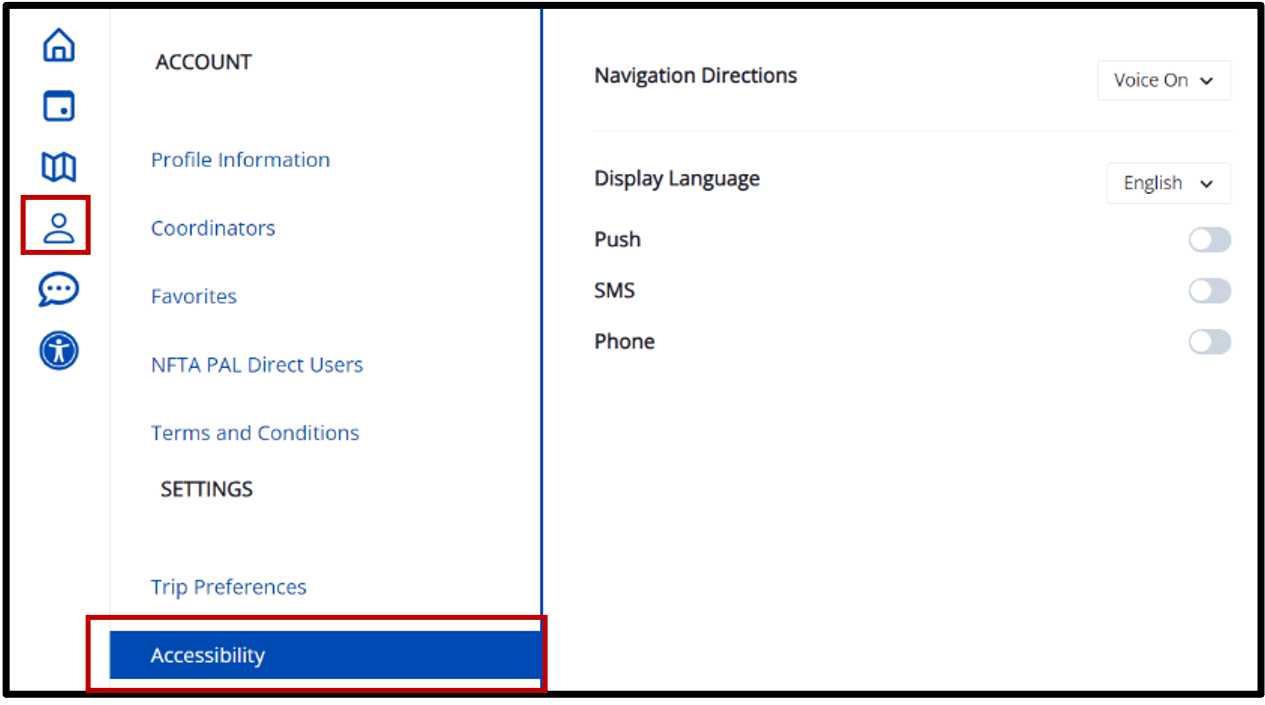 ACCOUNT
Profile Information
Coordinators
Favorites
NFTA PAL Direct Users
Terms and Conditions
SETTINGS
Trip Preferences
Accessibility
Navigation Directions
Voice On
Display Language
English
Push
SMS
Phone